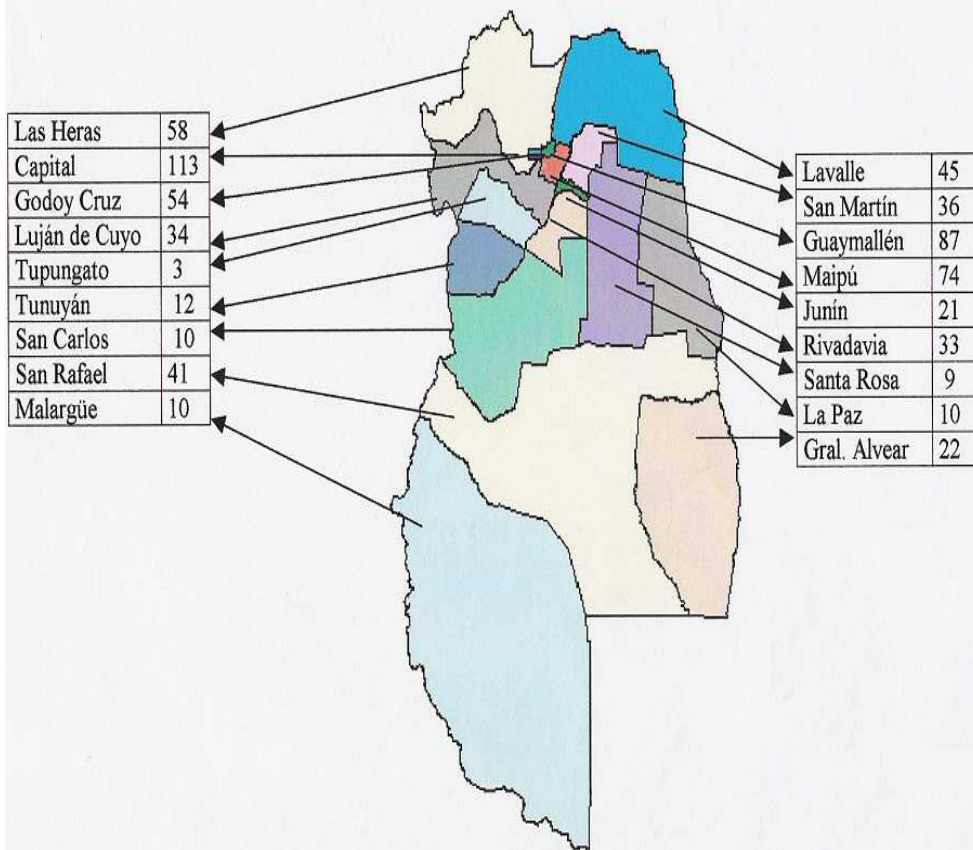 Las Heras 58
Capital 113
Godoy Cruz 54
Luján de Cuyo 34
Tupungato 3
Tunuyán 12
San Carlos 10
San Rafael 41
Malargüe 10
Lavalle 45
San Martín 36
Guaymallén 87
Maipú 74
Junín 21
Rivadavia 33
Santa Rosa 9
La Paz 10
Gral. Alvear 22